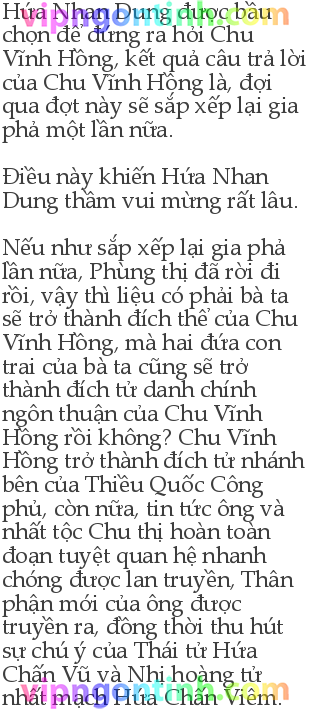 Hứa Nhan Dung được bầu
chọn để đứng ra hỏi Chu
Vĩnh Hồng, kết quả câu trả lời
của Chu Vĩnh Hồng là, đợi
qua đợt này sẽ sắp xếp lại gia
phả một lần nữa.
Điều này khiến Hứa Nhan
Dung thầm vui mừng rất lâu.
Nếu như sắp xếp lại gia phả
lần nữa, Phùng thị đã rời đi
rồi, vậy thì liệu có phải bà ta
sẽ trở thành đích thể của Chu
Vĩnh Hồng, mà hai đứa con
trai của bà ta cũng sẽ trở
thành đích tử danh chính
ngôn thuận của Chu Vĩnh
Hồng rồi không? Chu Vĩnh
Hồng trở thành đích tử nhánh
bên của Thiều Quốc Công
phủ, còn nữa, tin tức ông và
nhất tộc Chu thị hoàn toàn
đoạn tuyệt quan hệ nhanh
chóng được lan truyền, Thân
phận mới của ông được
truyền ra, đồng thời thu hút
sự chú ý của Thái tử Hứa
Chấn Vũ và Nhị hoàng tử
nhất mạch Hứa Chấn Viêm.
vipngontinh.com
vipngontinh.com